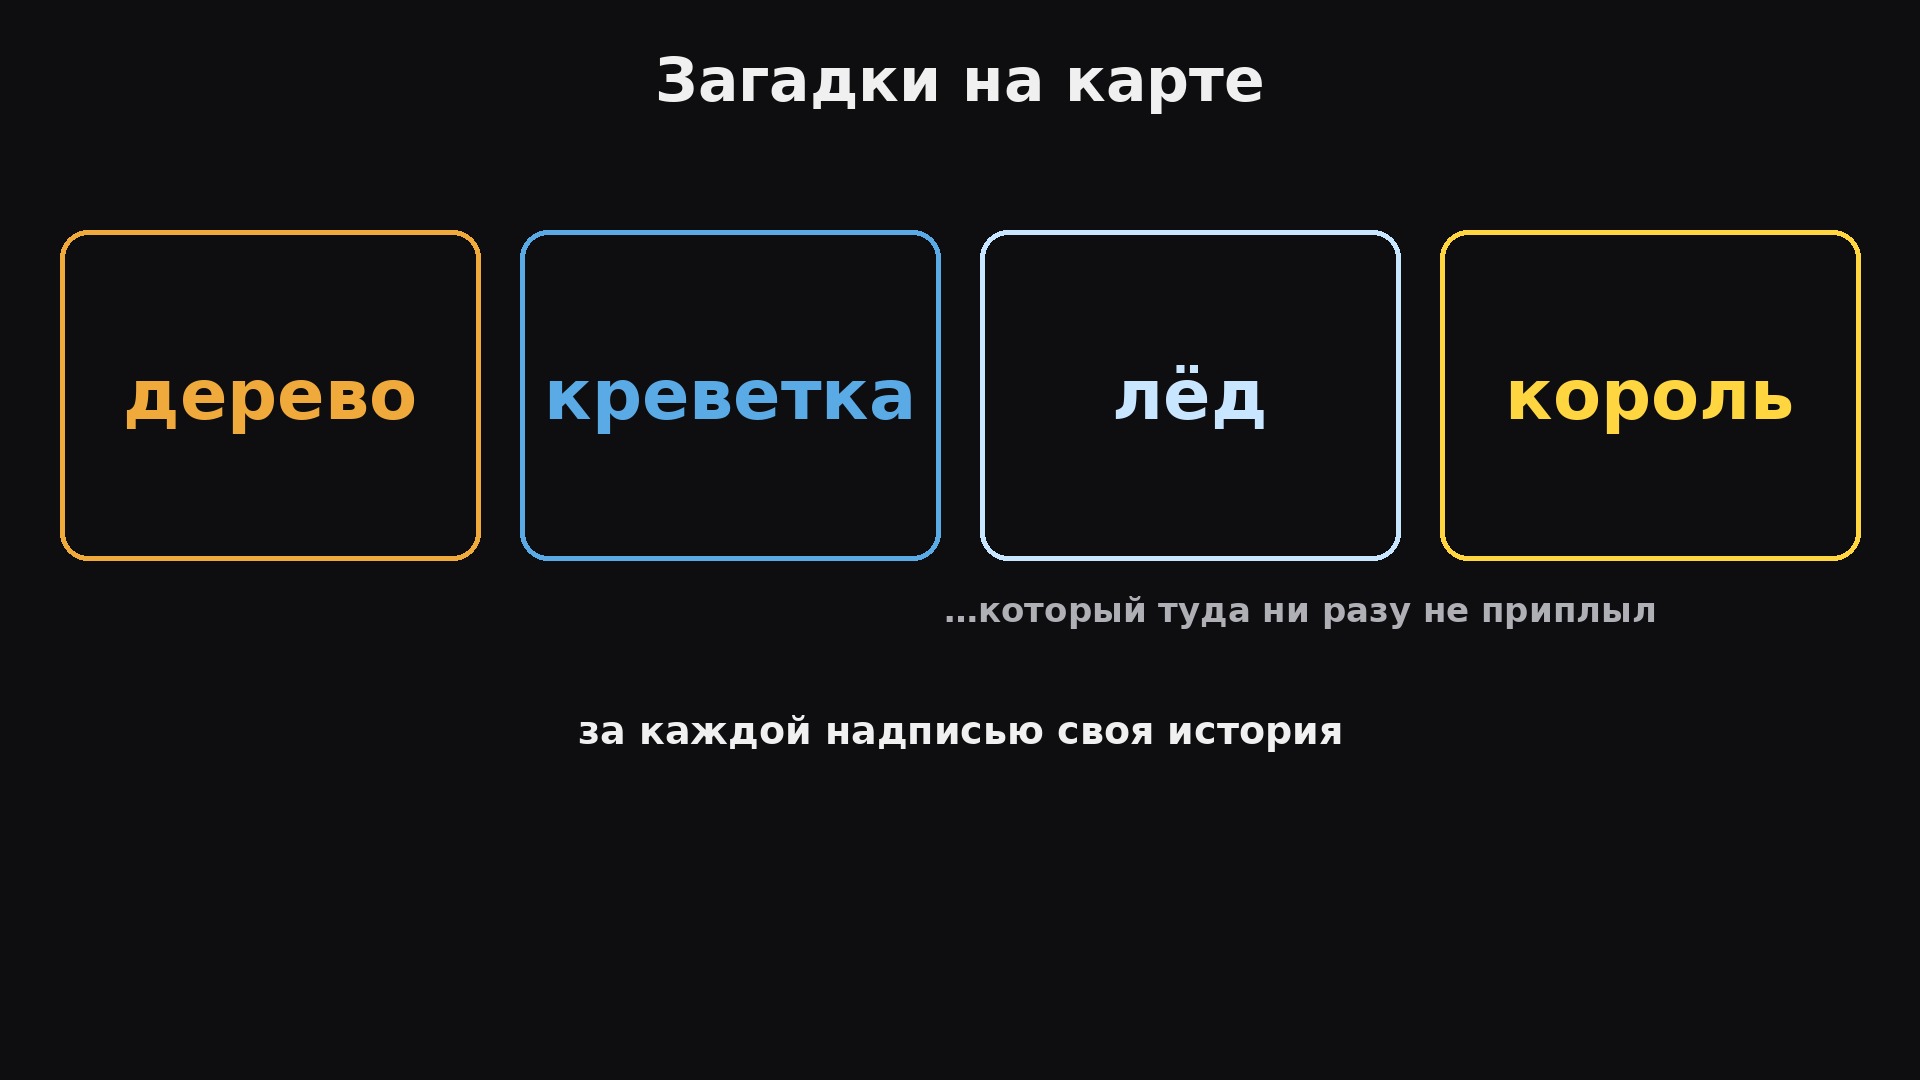 Загадки на карте
дерево креветка лёд король
…который туда ни разу не приплыл
за каждой надписью своя история